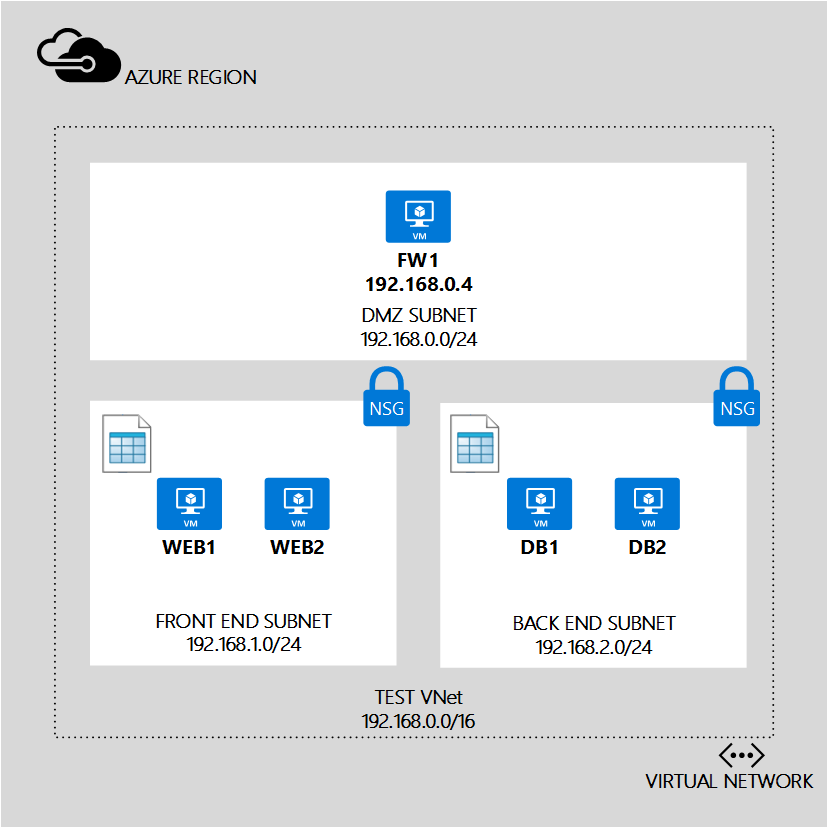 AZURE REGION
VM
FW1
192.168.0.4
DMZ SUBNET
192.168.0.0/24
NSG
NSG
VM
VM
VM
VM
WEB1
WEB2
DB1
DB2
FRONT END SUBNET
192.168.1.0/24
BACK END SUBNET
192.168.2.0/24
TEST VNet
192.168.0.0/16
VIRTUAL NETWORK